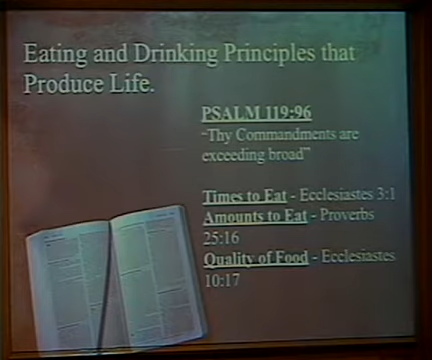 Eating and Drinking Principles that
Produce Life.
PSALM 119:96
"Thy Commandments are
exceeding broad"
Times to Eat - Ecclesiastes 3:1
Amounts to Eat - Proverbs
25:16
Quality of Food - Ecclesiastes
10:17